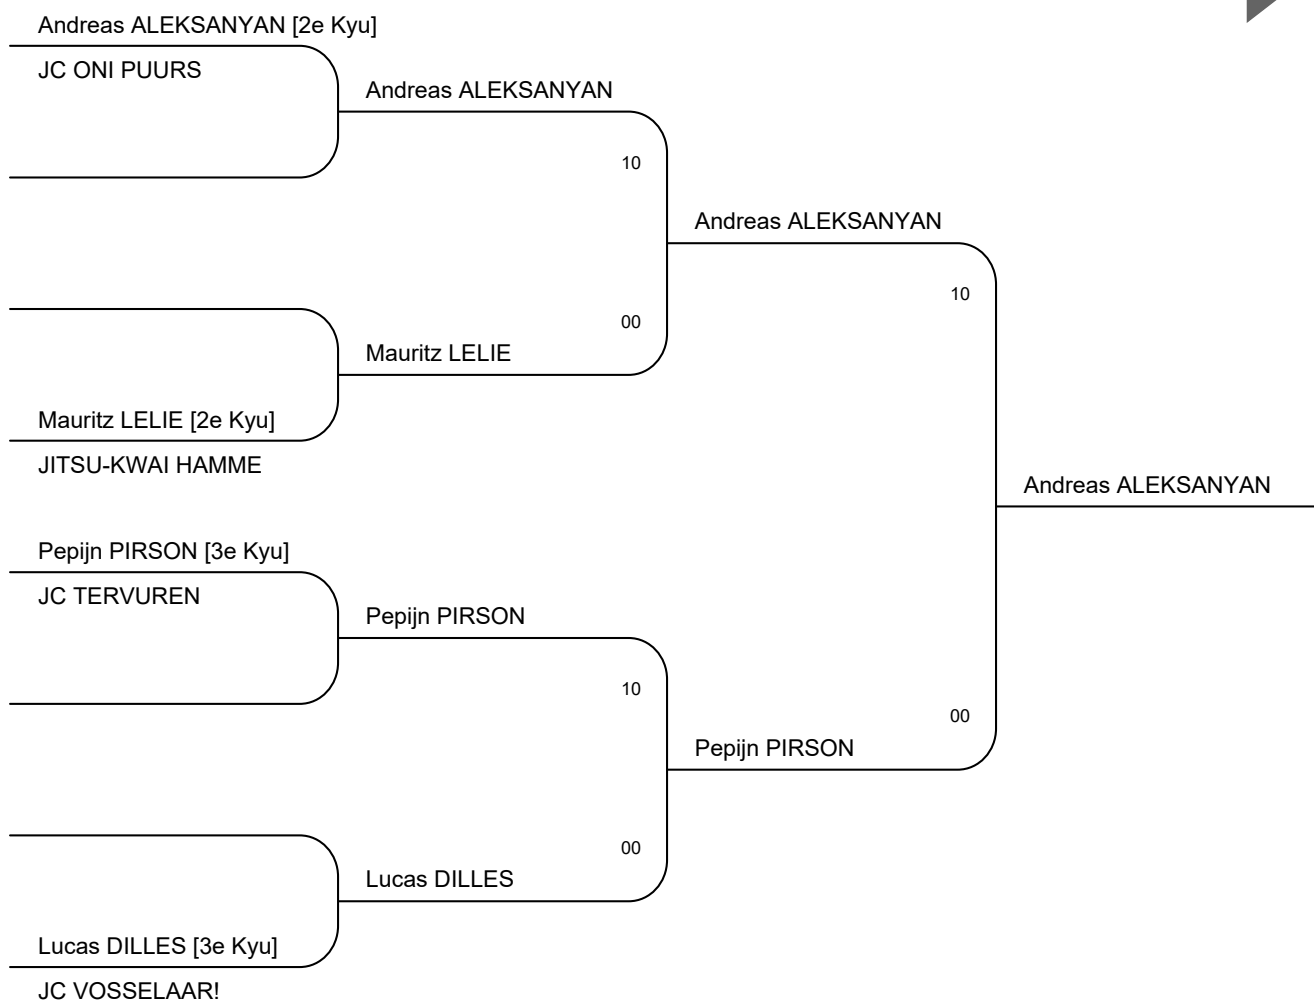 Andreas ALEKSANYAN [2e Kyu]
JC ONI PUURS
Andreas ALEKSANYAN
10
Andreas ALEKSANYAN
10
00
Mauritz LELIE
Mauritz LELIE [2e Kyu]
JITSU-KWAI HAMME
Andreas ALEKSANYAN
Pepijn PIRSON [3e Kyu]
JC TERVUREN
Pepijn PIRSON
10
00
Pepijn PIRSON
00
Lucas DILLES
Lucas DILLES [3e Kyu]
JC VOSSELAAR!